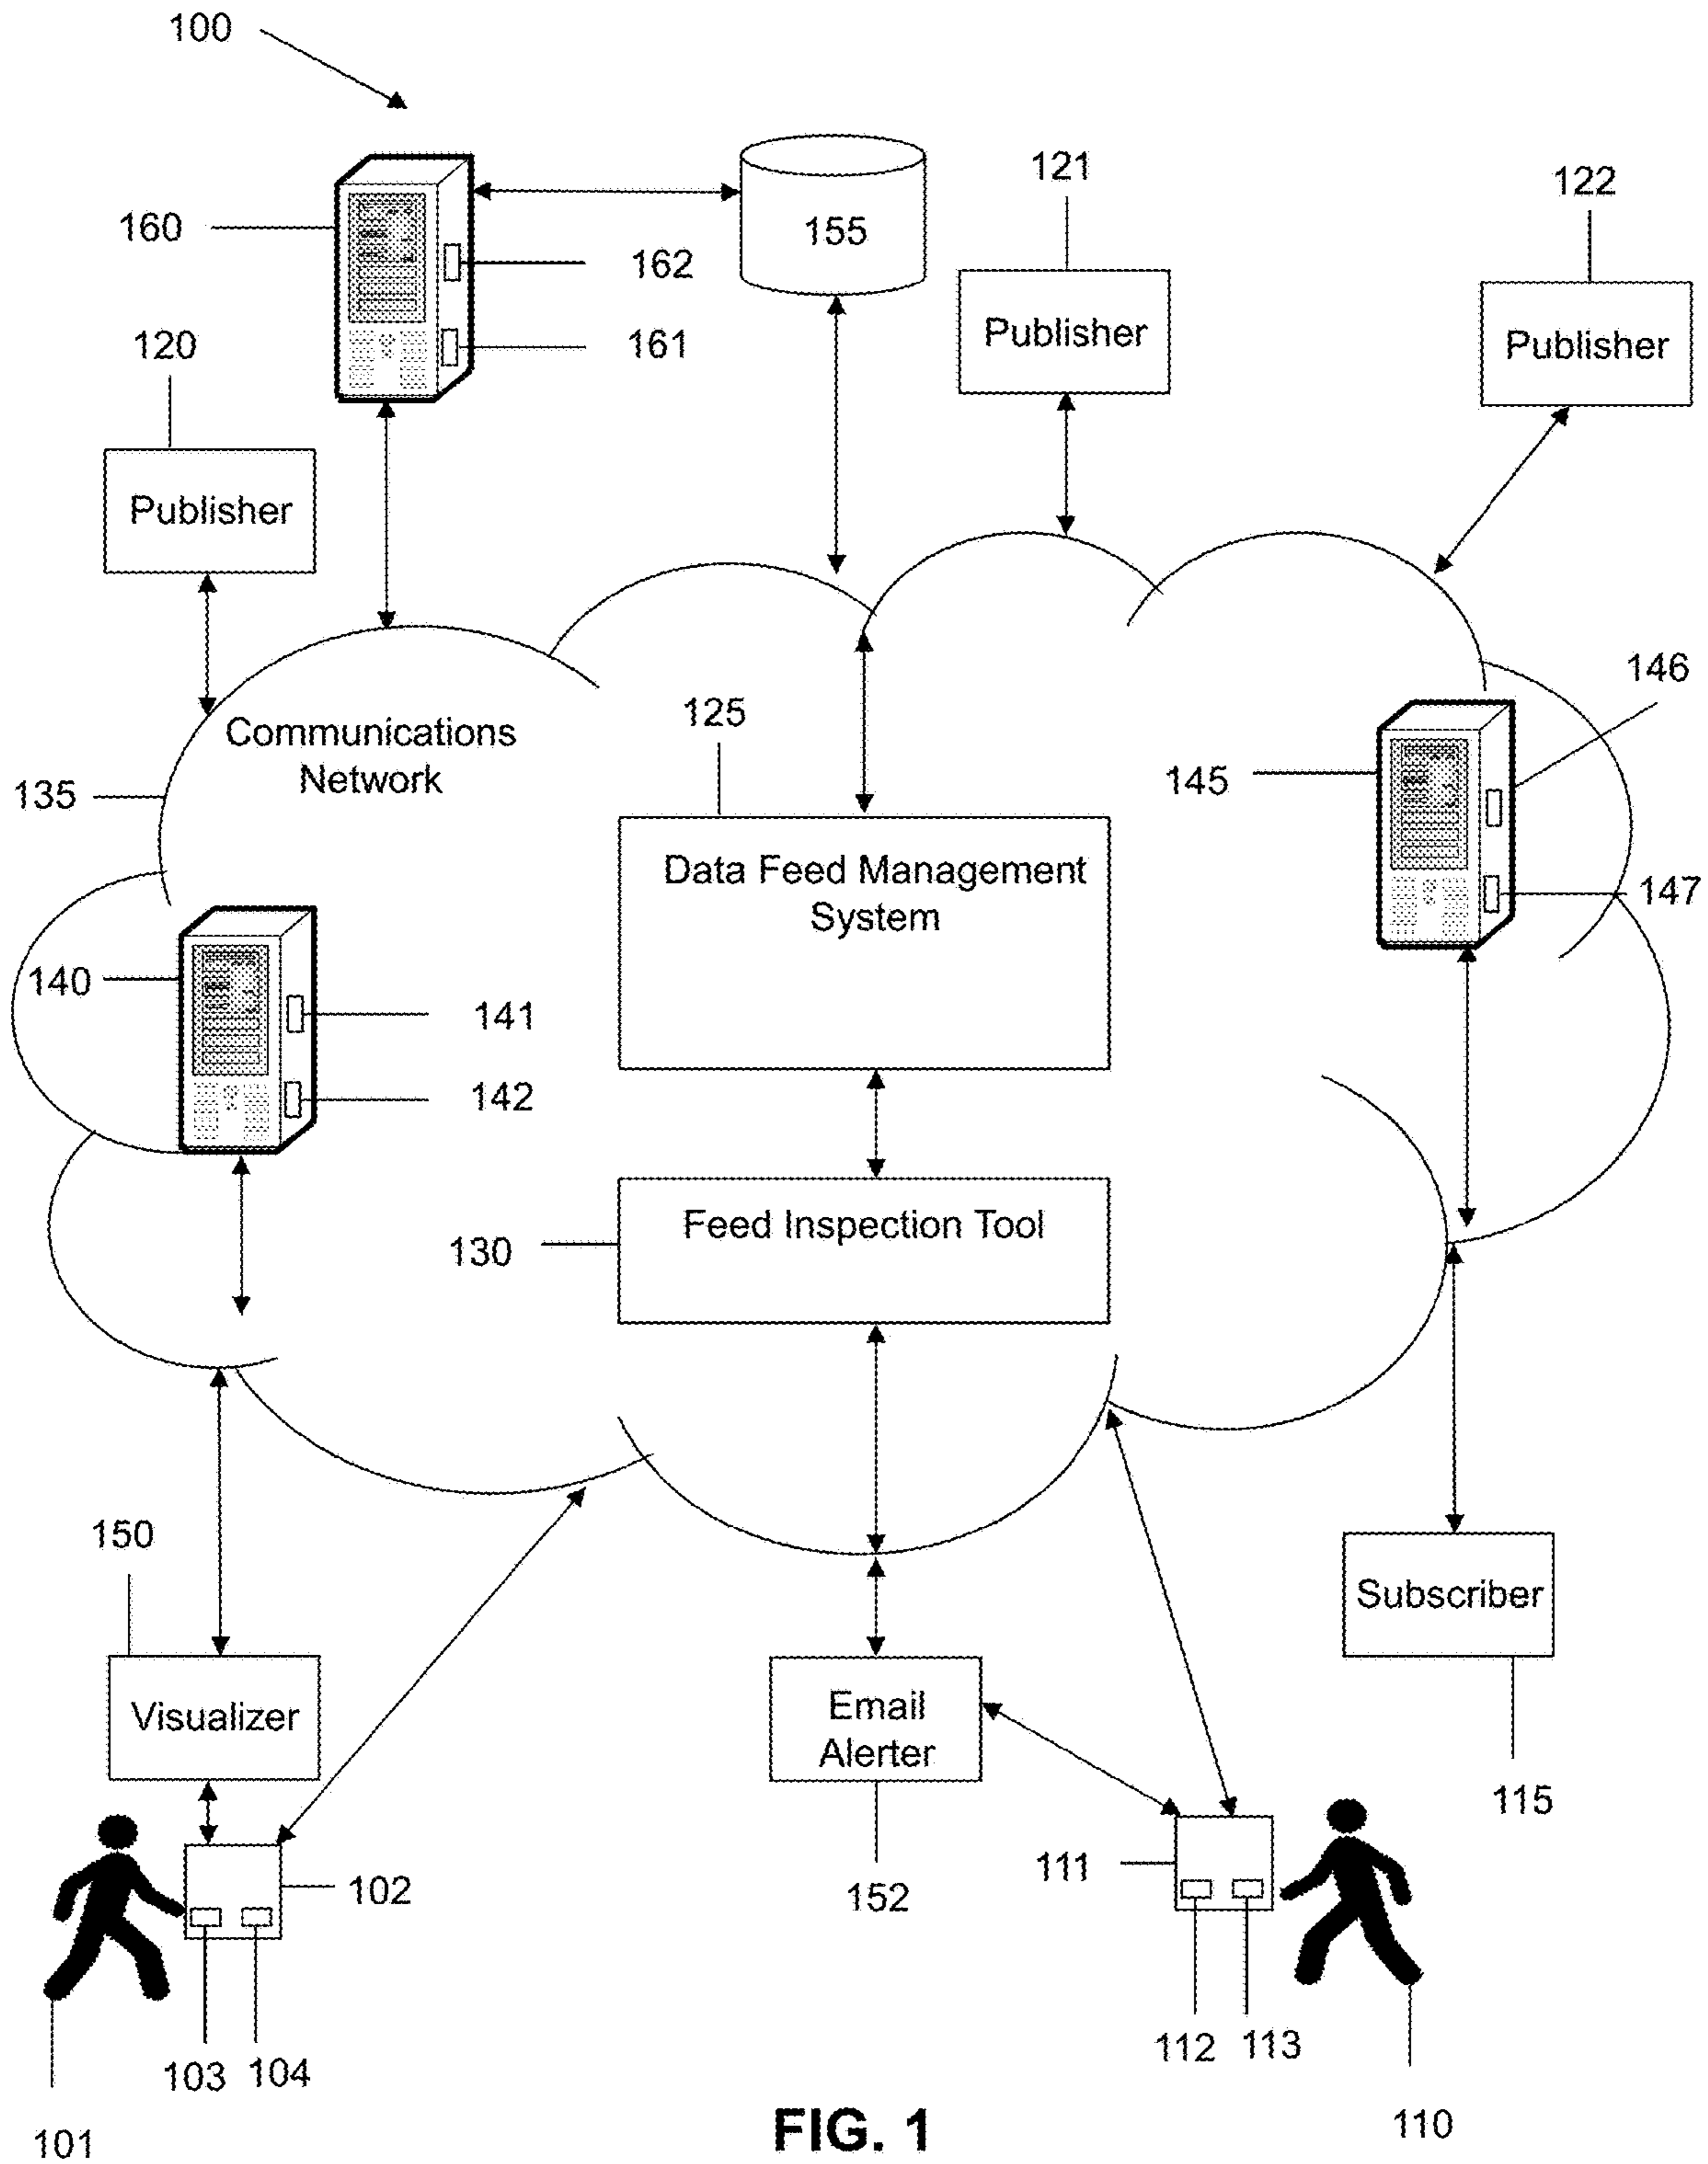 100
121
122
160
155
162
Publisher
Publisher
120
161
Publisher
146
125
Communications
Network
145
135
Data Feed Management
System
147
140
141
142
Feed Inspection Tool
130
150
Subscriber
Visualizer
Email
Alerter
115
111
102
152
112
113
103
104
110
101
FIG. 1